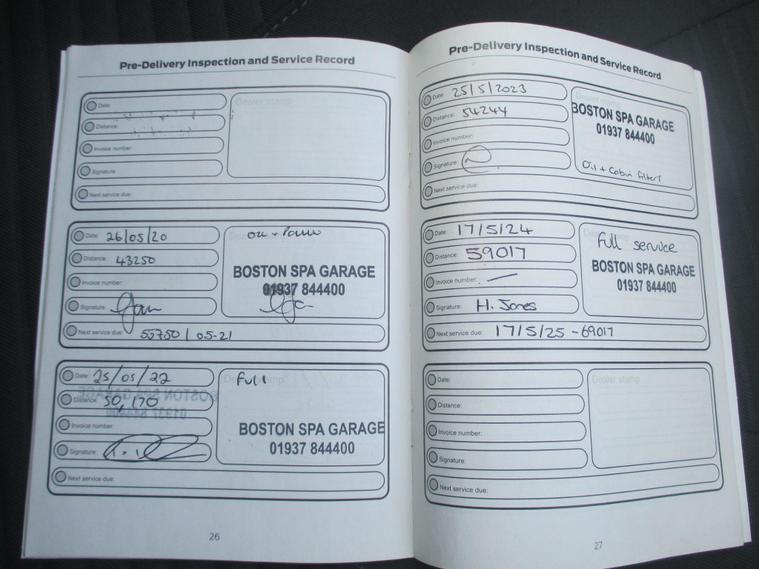 Pre-Delivery Inspection and Service Record
Date:
Dealer stamp
Distance:
Invoice number:
Signature:
Next service due:
Date: 26/05/20
Distance: 43250
Invoice number:
Signature:
BOSTON SPA GARAGE
01937 844400
Next service due: 55750 / 05-21
Date: 25/05/22
Distance: 50,170
Invoice number:
Signature:
Full
BOSTON SPA GARAGE
01937 844400
Next service due:
26
Pre-Delivery Inspection and Service Record
Date: 25/5/2023
Distance: 54244
Invoice number:
Signature:
Dealer stamp
BOSTON SPA GARAGE
01937 844400
Oil + Cabin filter
Next service due:
Date: 17/5/24
Distance: 59017
Invoice number: —
Signature: H. Jones
Full service
BOSTON SPA GARAGE
01937 844400
Next service due: 17/5/25 - 69017
Date:
Distance:
Invoice number:
Signature:
Dealer stamp
Next service due:
27